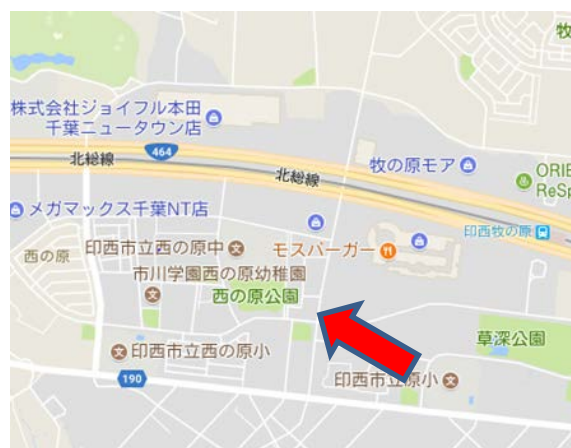 牧
株式会社ジョイフル本田
千葉ニュータウン店
464
北総線
北総線
牧の原モア
ORIE
ReSp
メガマックス千葉NT店
印西牧の原
印西市立西の原中
モスバーガー
西の原
市川学園西の原幼稚園
西の原公園
草深公園
印西市立西の原小
190
印西市立原小